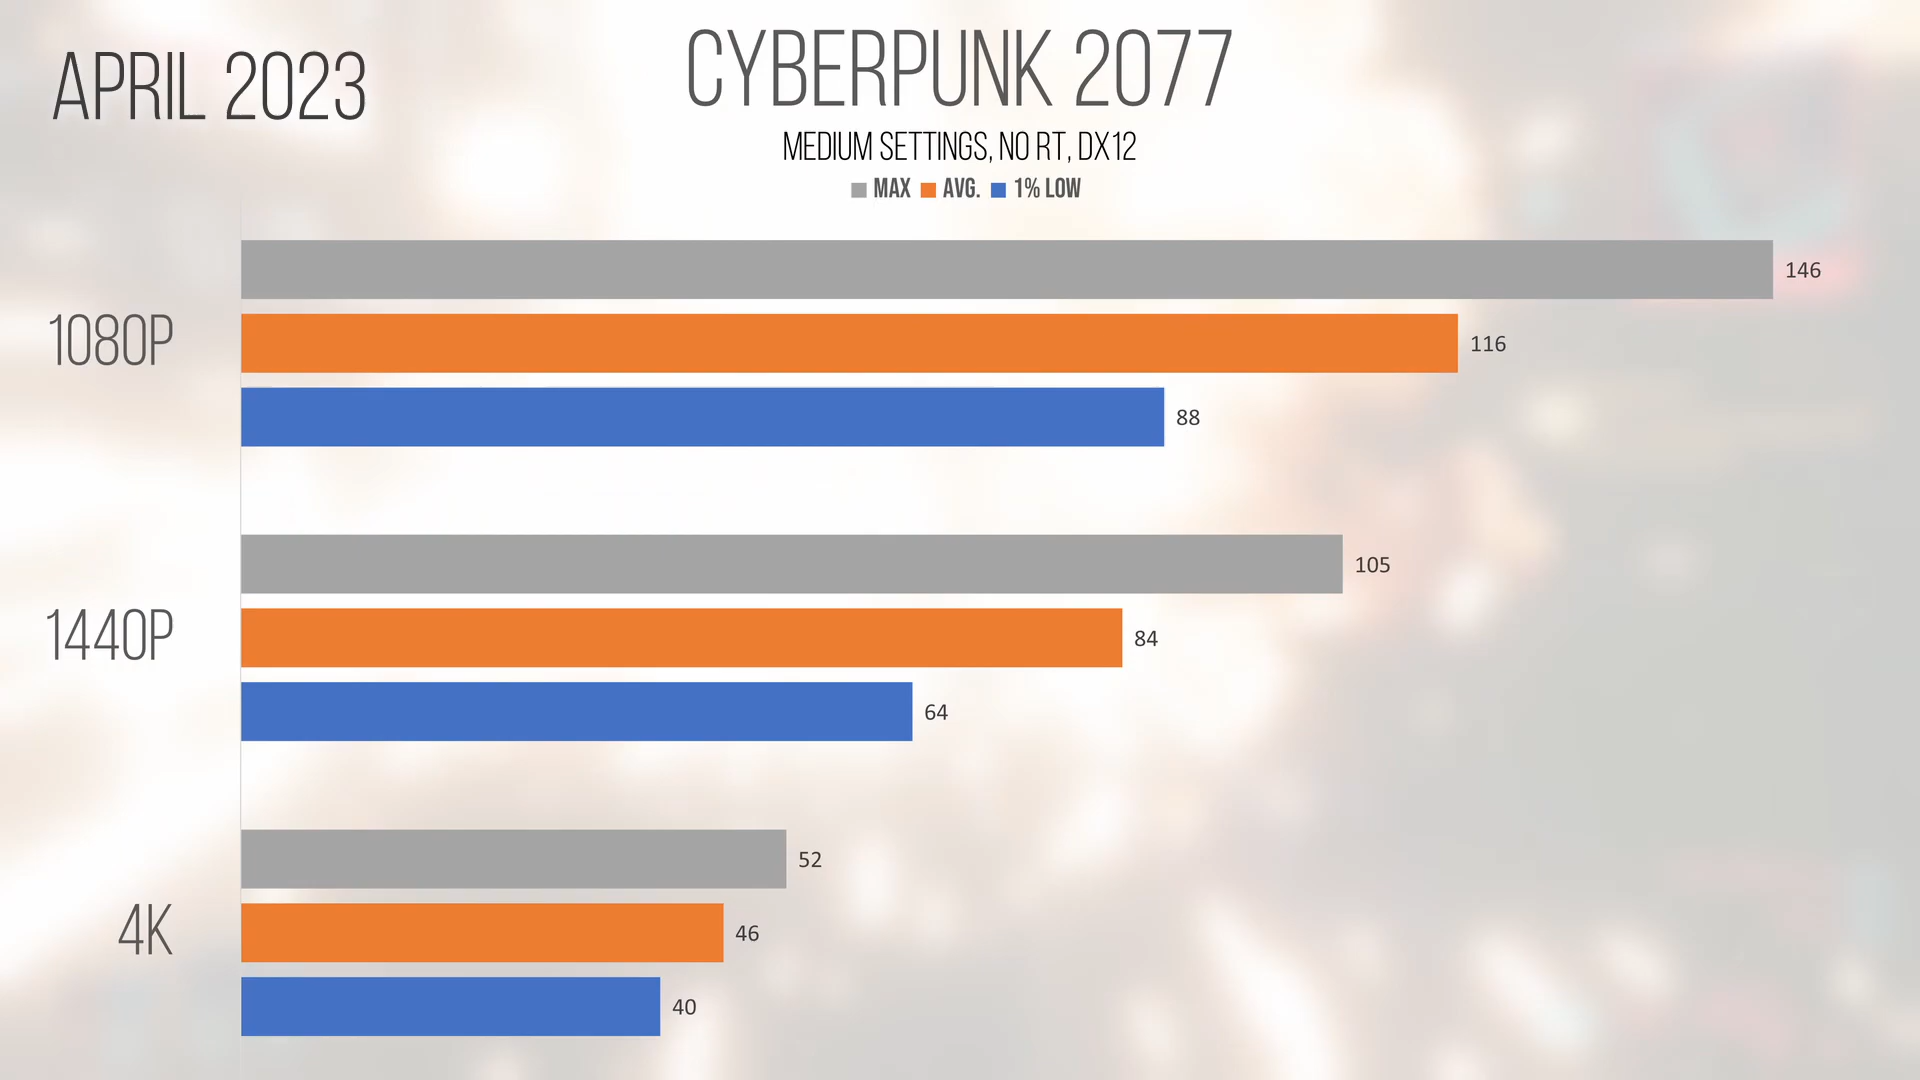 APRIL 2023
CYBERPUNK 2077
MEDIUM SETTINGS, NO RT, DX12
MAX AVG. 1% LOW
1080P
146
116
88
1440P
105
84
64
4K
52
46
40